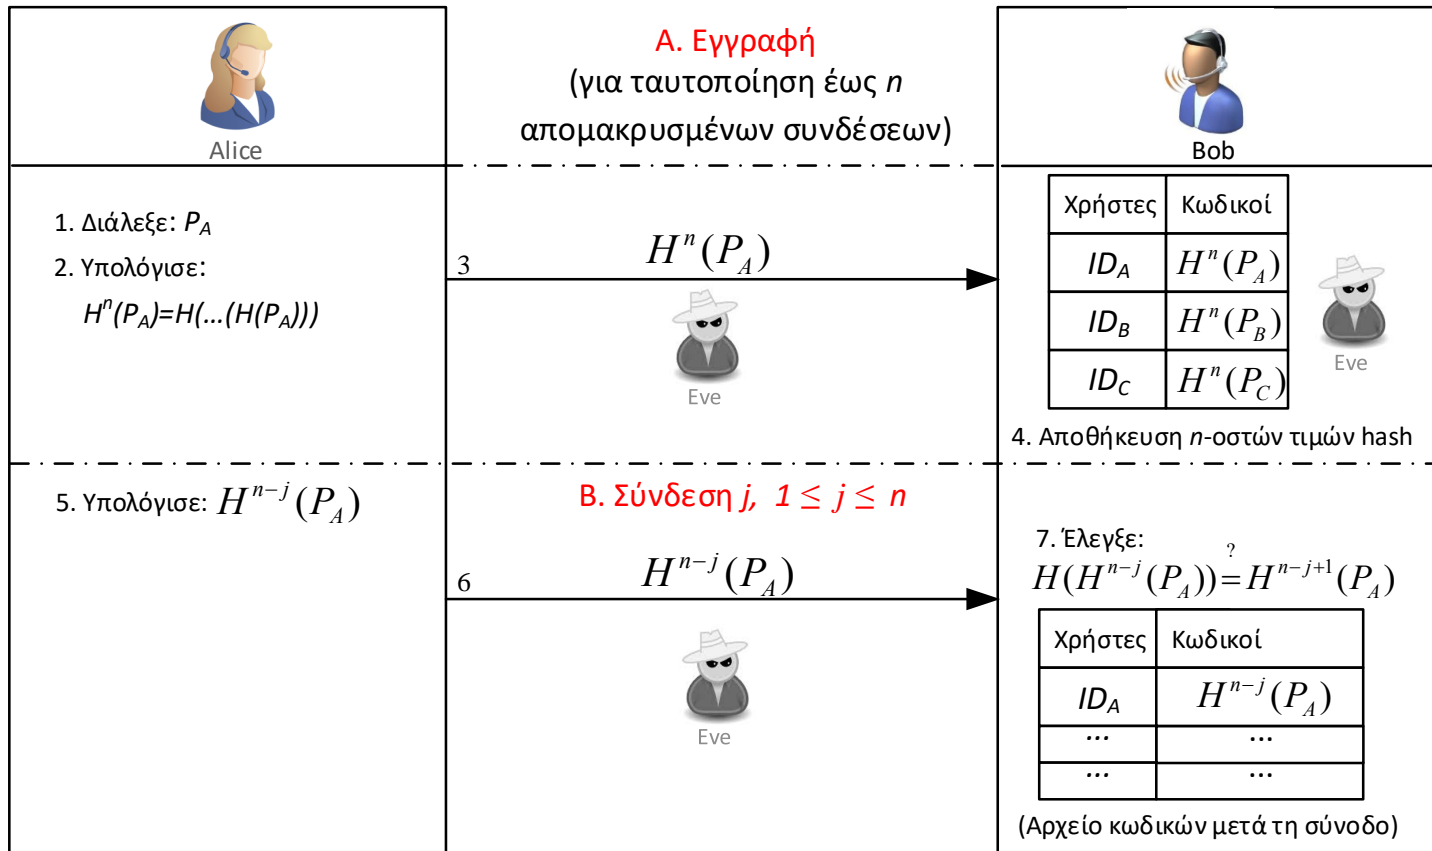 Alice
Α. Εγγραφή
(για ταυτοποίηση έως n
απομακρυσμένων συνδέσεων)
Bob
1. Διάλεξε: P_A
2. Υπολόγισε:
H^n(P_A)=H(...(H(P_A)))
3
H^n(P_A)
Eve
Χρήστες Κωδικοί
ID_A H^n(P_A)
ID_B H^n(P_B)
ID_C H^n(P_C)
Eve
4. Αποθήκευση n-οστών τιμών hash
5. Υπολόγισε: H^{n−j}(P_A)
Β. Σύνδεση j, 1 ≤ j ≤ n
6
H^{n−j}(P_A)
Eve
7. Έλεγξε:
?
H(H^{n−j}(P_A)) = H^{n−j+1}(P_A)
Χρήστες Κωδικοί
ID_A H^{n−j}(P_A)
... ...
... ...
(Αρχείο κωδικών μετά τη σύνοδο)